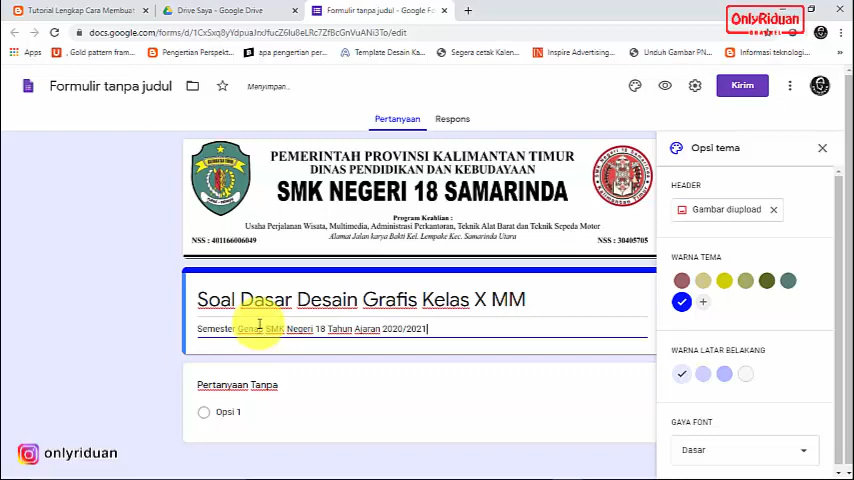 Tutorial Lengkap Cara Membuat
Drive Saya - Google Drive
Formulir tanpa judul - Google Fo
OnlyRiduan
docs.google.com/forms/d/1CxSxq8yYdpuaInxfucZ6lu8eLRc7ZfBcGnVuANi3To/edit
Apps
, Gold pattern fram...
Pengertian Perspekt...
apa pengertian per...
Template Desain Ka...
Segera cetak Kalen...
Inspire Advertising...
Unduh Gambar PN...
Informasi teknologi...
Formulir tanpa judul
Menyimpan...
Kirim
Pertanyaan
Respons
PEMERINTAH PROVINSI KALIMANTAN TIMUR
DINAS PENDIDIKAN DAN KEBUDAYAAN
SMK NEGERI 18 SAMARINDA
Program Keahlian :
Usaha Perjalanan Wisata, Multimedia, Administrasi Perkantoran, Teknik Alat Barat dan Teknik Sepeda Motor
NSS : 401166006049
Alamat Jalan karya Bakti Kel. Lempake Kec. Samarinda Utara
NSS : 30405705
Soal Dasar Desain Grafis Kelas X MM
Semester Genap SMK Negeri 18 Tahun Ajaran 2020/2021
Pertanyaan Tanpa
Opsi 1
Opsi tema
HEADER
Gambar diupload
WARNA TEMA
WARNA LATAR BELAKANG
GAYA FONT
Dasar
onlyriduan